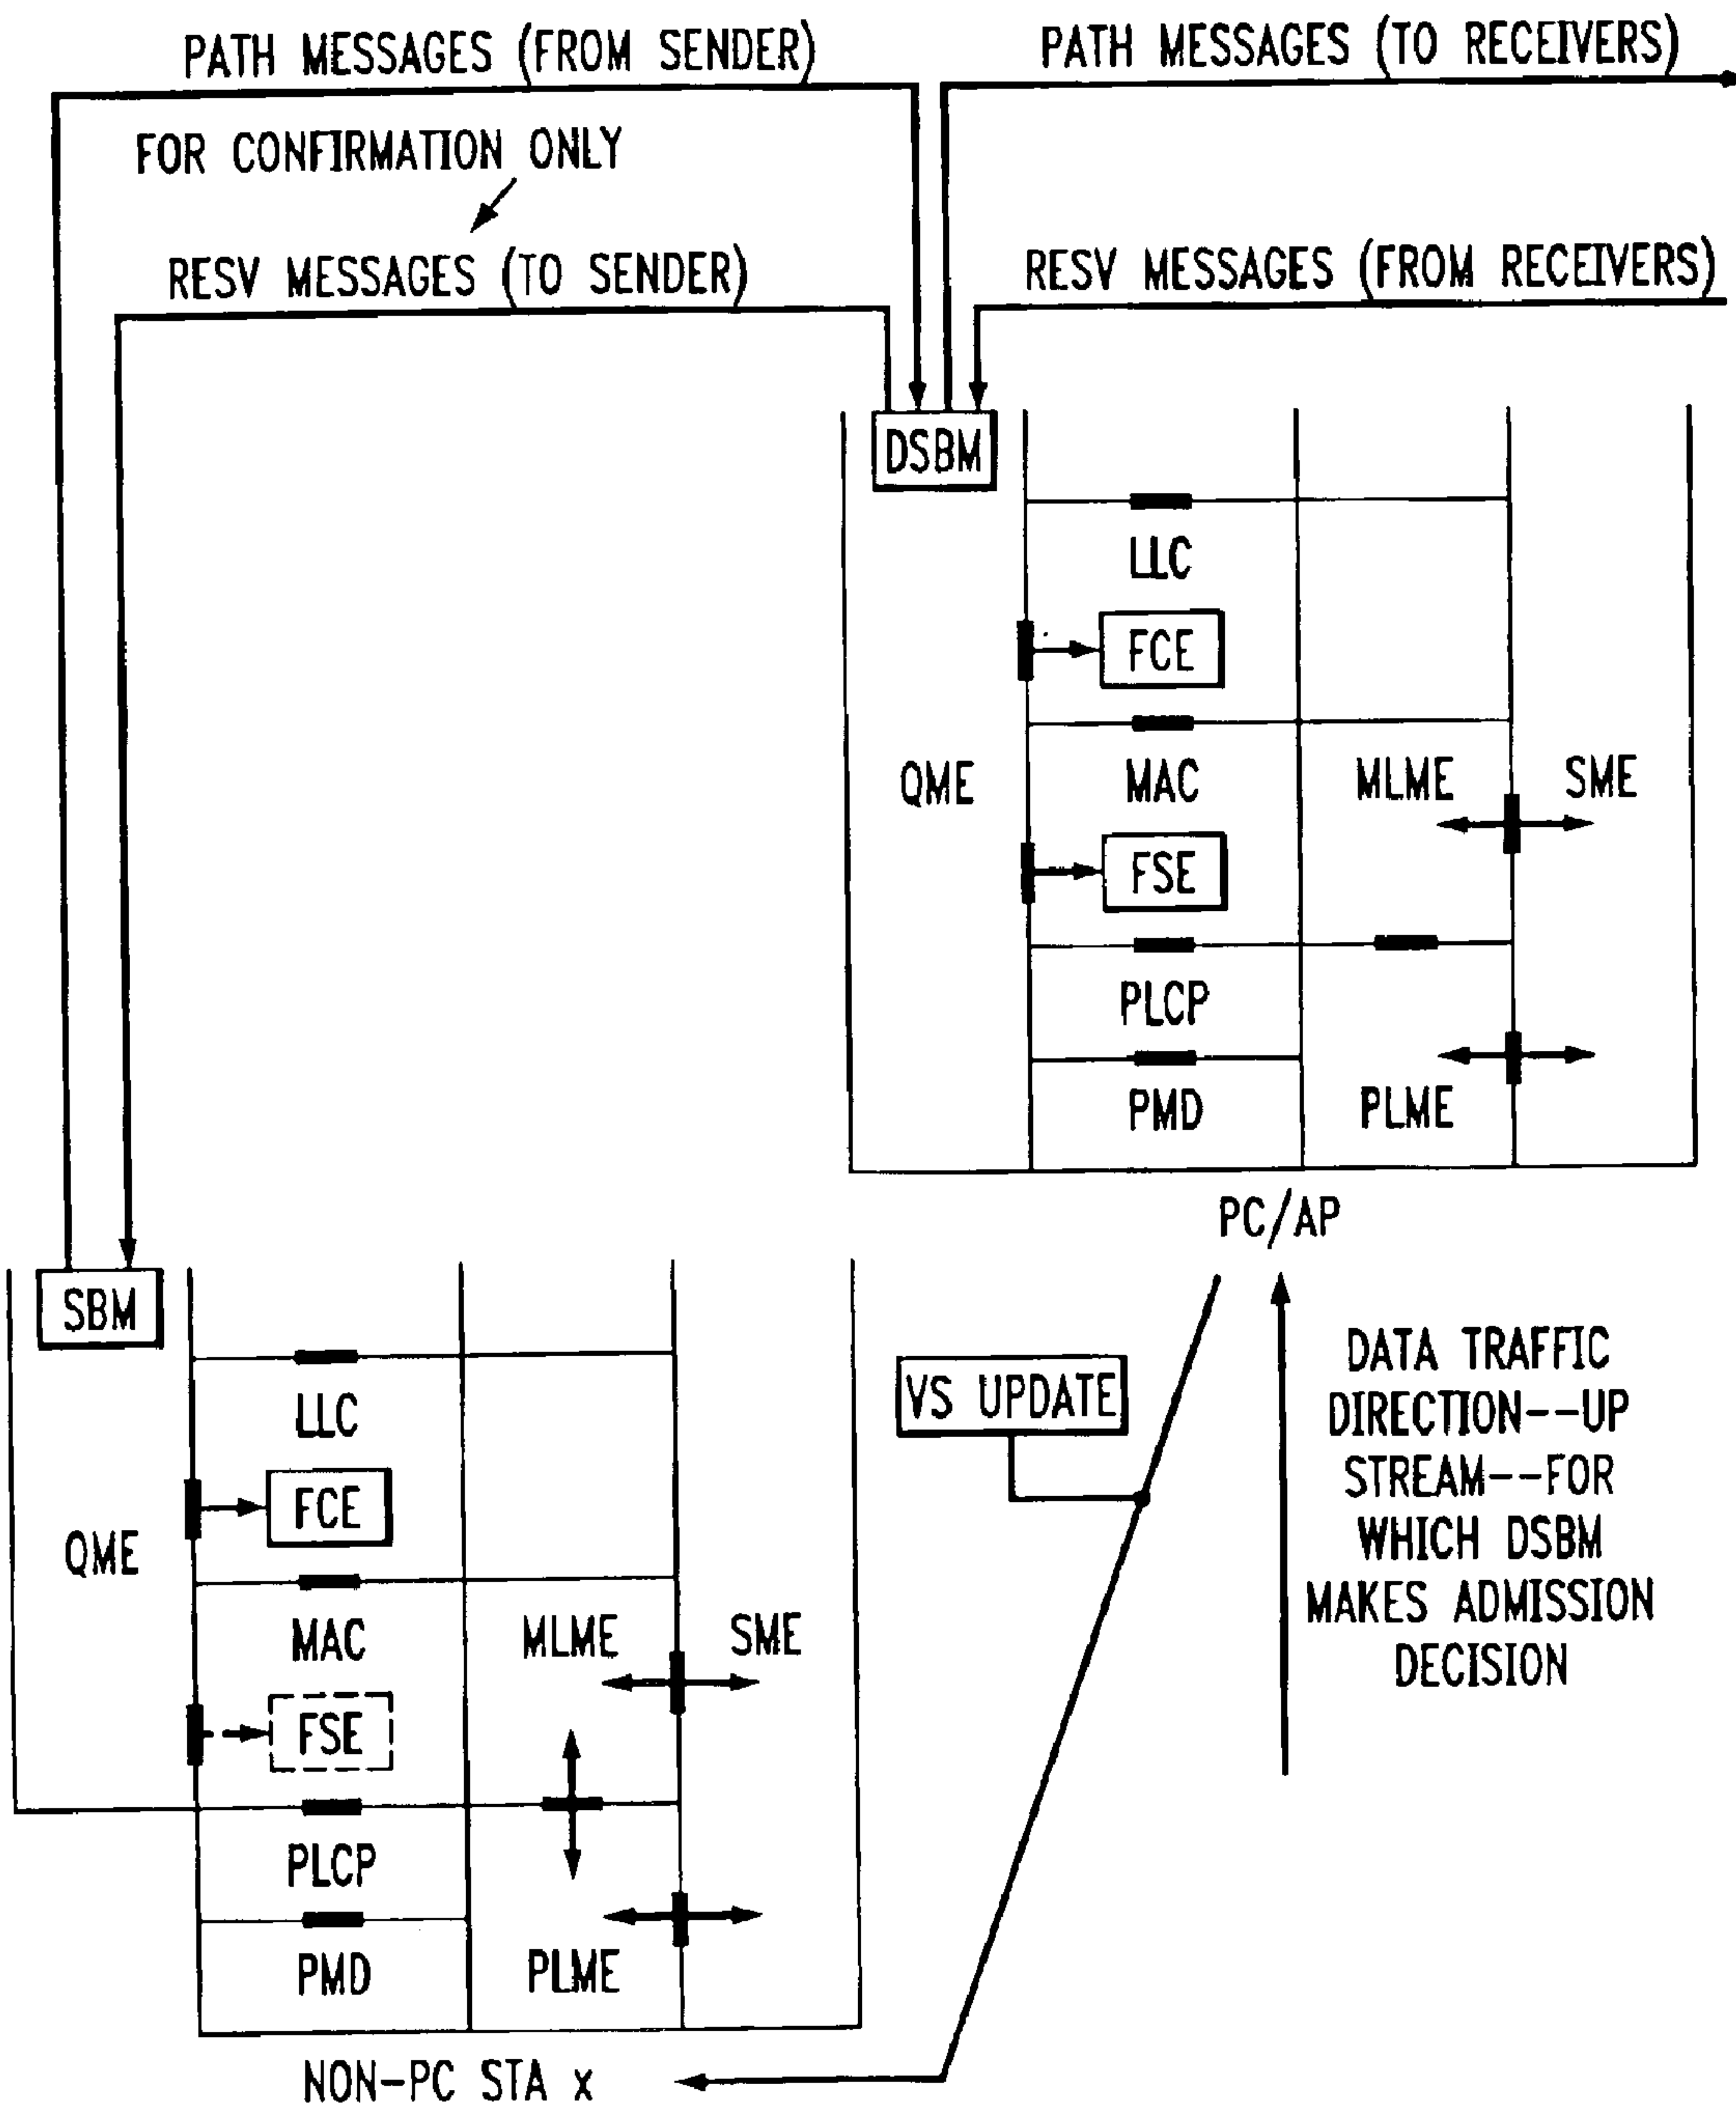 PATH MESSAGES (FROM SENDER)
PATH MESSAGES (TO RECEIVERS)
FOR CONFIRMATION ONLY
RESV MESSAGES (TO SENDER)
RESV MESSAGES (FROM RECEIVERS)
DSBM
LLC
FCE
QME
MAC
MLME
SME
FSE
PLCP
PMD
PLME
PC/AP
SBM
LLC
FCE
QME
MAC
MLME
SME
FSE
PLCP
PMD
PLME
NON-PC STA x
VS UPDATE
DATA TRAFFIC
DIRECTION--UP
STREAM--FOR
WHICH DSBM
MAKES ADMISSION
DECISION